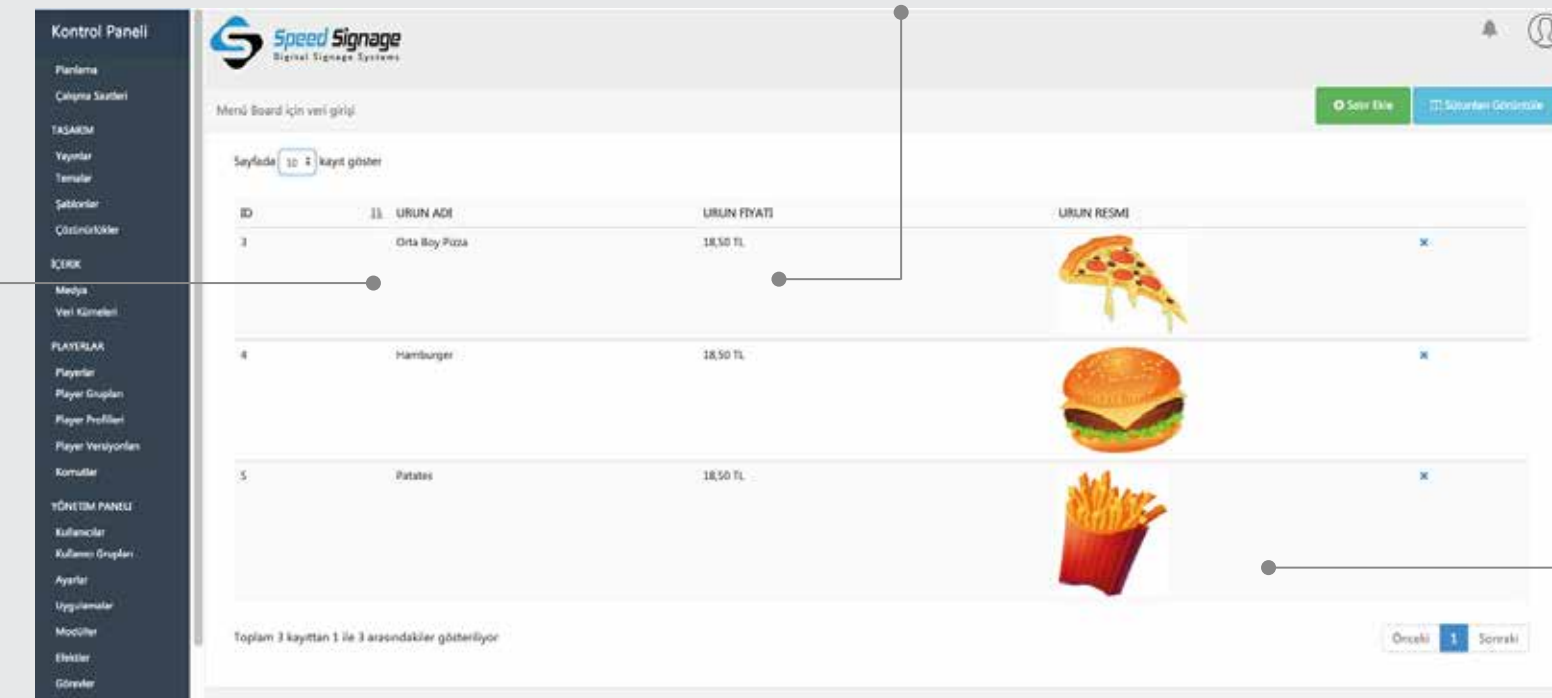 Kontrol Paneli
Planlama
Çalışma Saatleri
TASARIM
Yayınlar
Temalar
Şablonlar
Çözünürlükler
İÇERİK
Medya
Veri Kümeleri
PLAYERLAR
Playerlar
Player Grupları
Player Profilleri
Player Versiyonları
Komutlar
YÖNETİM PANELİ
Kullanıcılar
Kullanıcı Grupları
Ayarlar
Uygulamalar
Modüller
Efektler
Görevler
Speed Signage
Digital Signage Systems
Menü Board için veri girişi
Satır Ekle
Sütunları Görüntüle
Sayfada 10 kayıt göster
ID URUN ADI URUN FIYATI URUN RESMI
3 Orta Boy Pizza 18,50 TL
4 Hamburger 18,50 TL
5 Patates 18,50 TL
Toplam 3 kayıttan 1 ile 3 arasındakiler gösteriliyor
Önceki 1 Sonraki